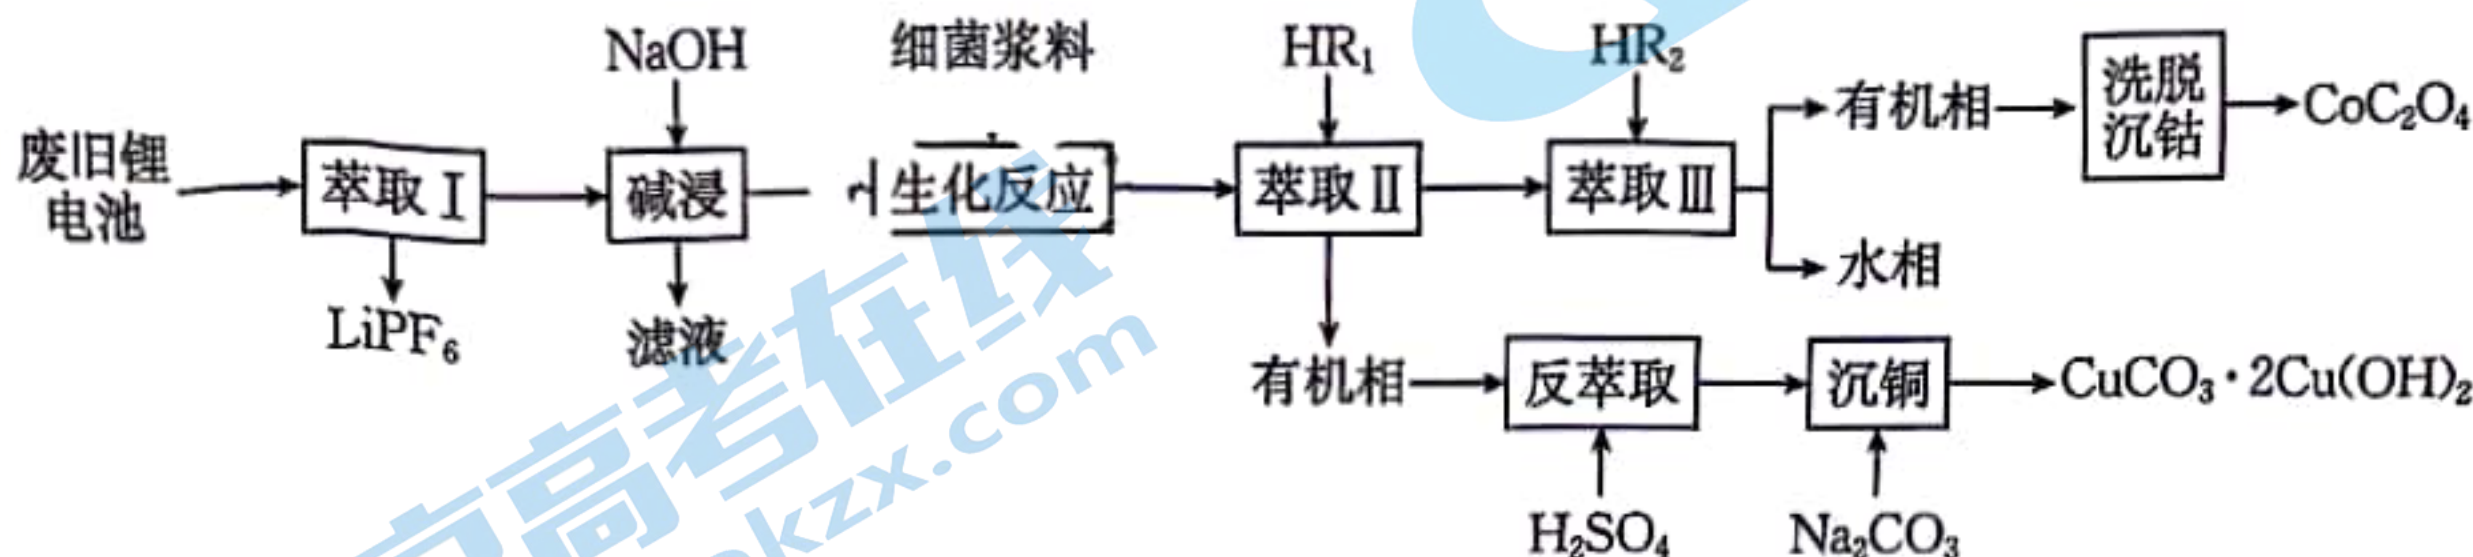 NaOH
细菌浆料
HR₁
HR₂
废旧锂
电池
萃取Ⅰ
碱浸
生化反应
萃取Ⅱ
萃取Ⅲ
有机相
洗脱
沉钴
CoC₂O₄
水相
LiPF₆
滤液
有机相
反萃取
沉铜
CuCO₃·2Cu(OH)₂
H₂SO₄
Na₂CO₃
高考在线
kzx.com